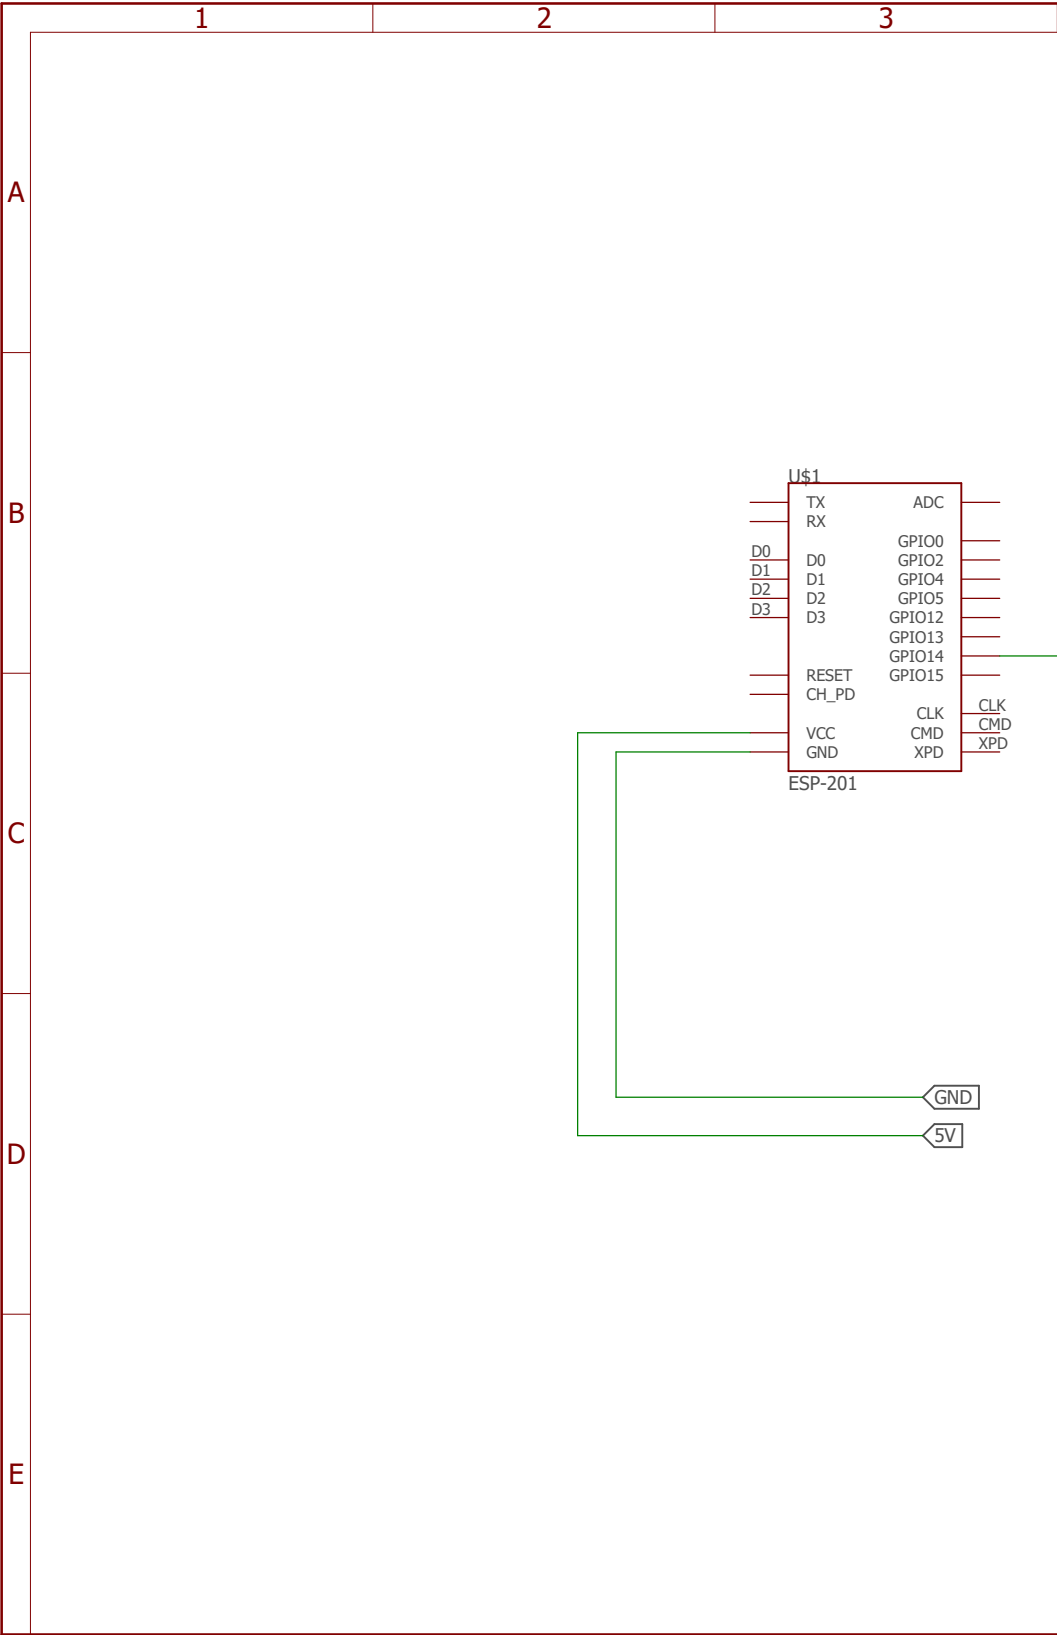 1 2 3
A
B
C
D
E
U$1
TX ADC
RX
GPIO0
D0 D0 GPIO2
D1 D1 GPIO4
D2 D2 GPIO5
D3 D3 GPIO12
GPIO13
GPIO14
RESET GPIO15
CH_PD
CLK CLK
VCC CMD CMD
GND XPD XPD
ESP-201
GND
5V